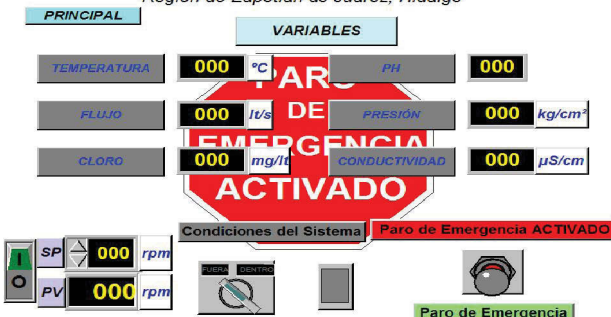 Región de Zapotlán de Juárez, Hidalgo
PRINCIPAL
VARIABLES
TEMPERATURA 000 °C PH 000
FLUJO 000 lt/s PRESIÓN 000 kg/cm²
CLORO 000 mg/lt CONDUCTIVIDAD 000 µS/cm
PARO
DE
EMERGENCIA
ACTIVADO
Condiciones del Sistema Paro de Emergencia ACTIVADO
I SP 000 rpm FUERA DENTRO
O PV 000 rpm
Paro de Emergencia